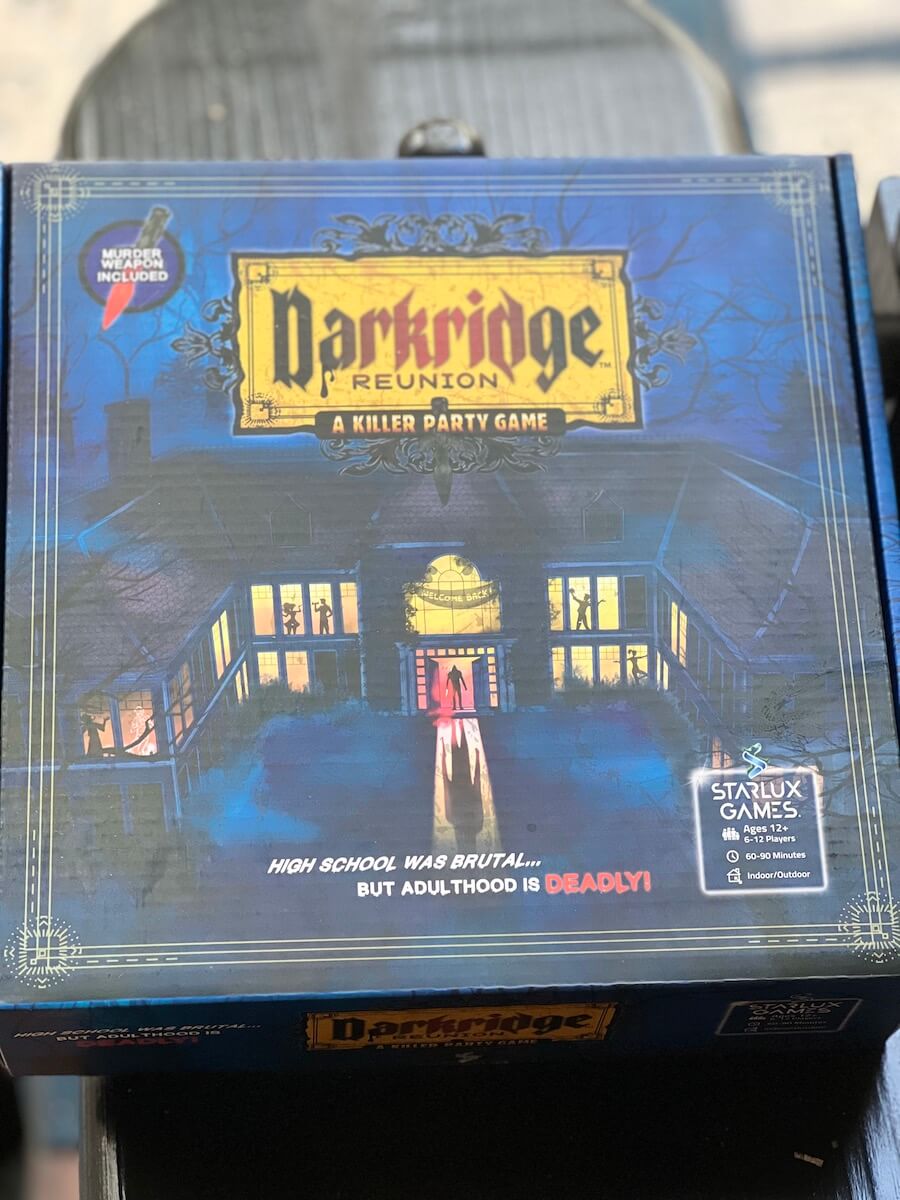 MURDER
WEAPON
INCLUDED
Darkridge™
REUNION
A KILLER PARTY GAME
WELCOME BACK!
STARLUX
GAMES.
Ages 12+
6-12 Players
60-90 Minutes
Indoor/Outdoor
HIGH SCHOOL WAS BRUTAL...
BUT ADULTHOOD IS DEADLY!
HIGH SCHOOL WAS BRUTAL...
BUT ADULTHOOD IS
DEADLY!
Darkridge
REUNION
A KILLER PARTY GAME
STARLUX
GAMES